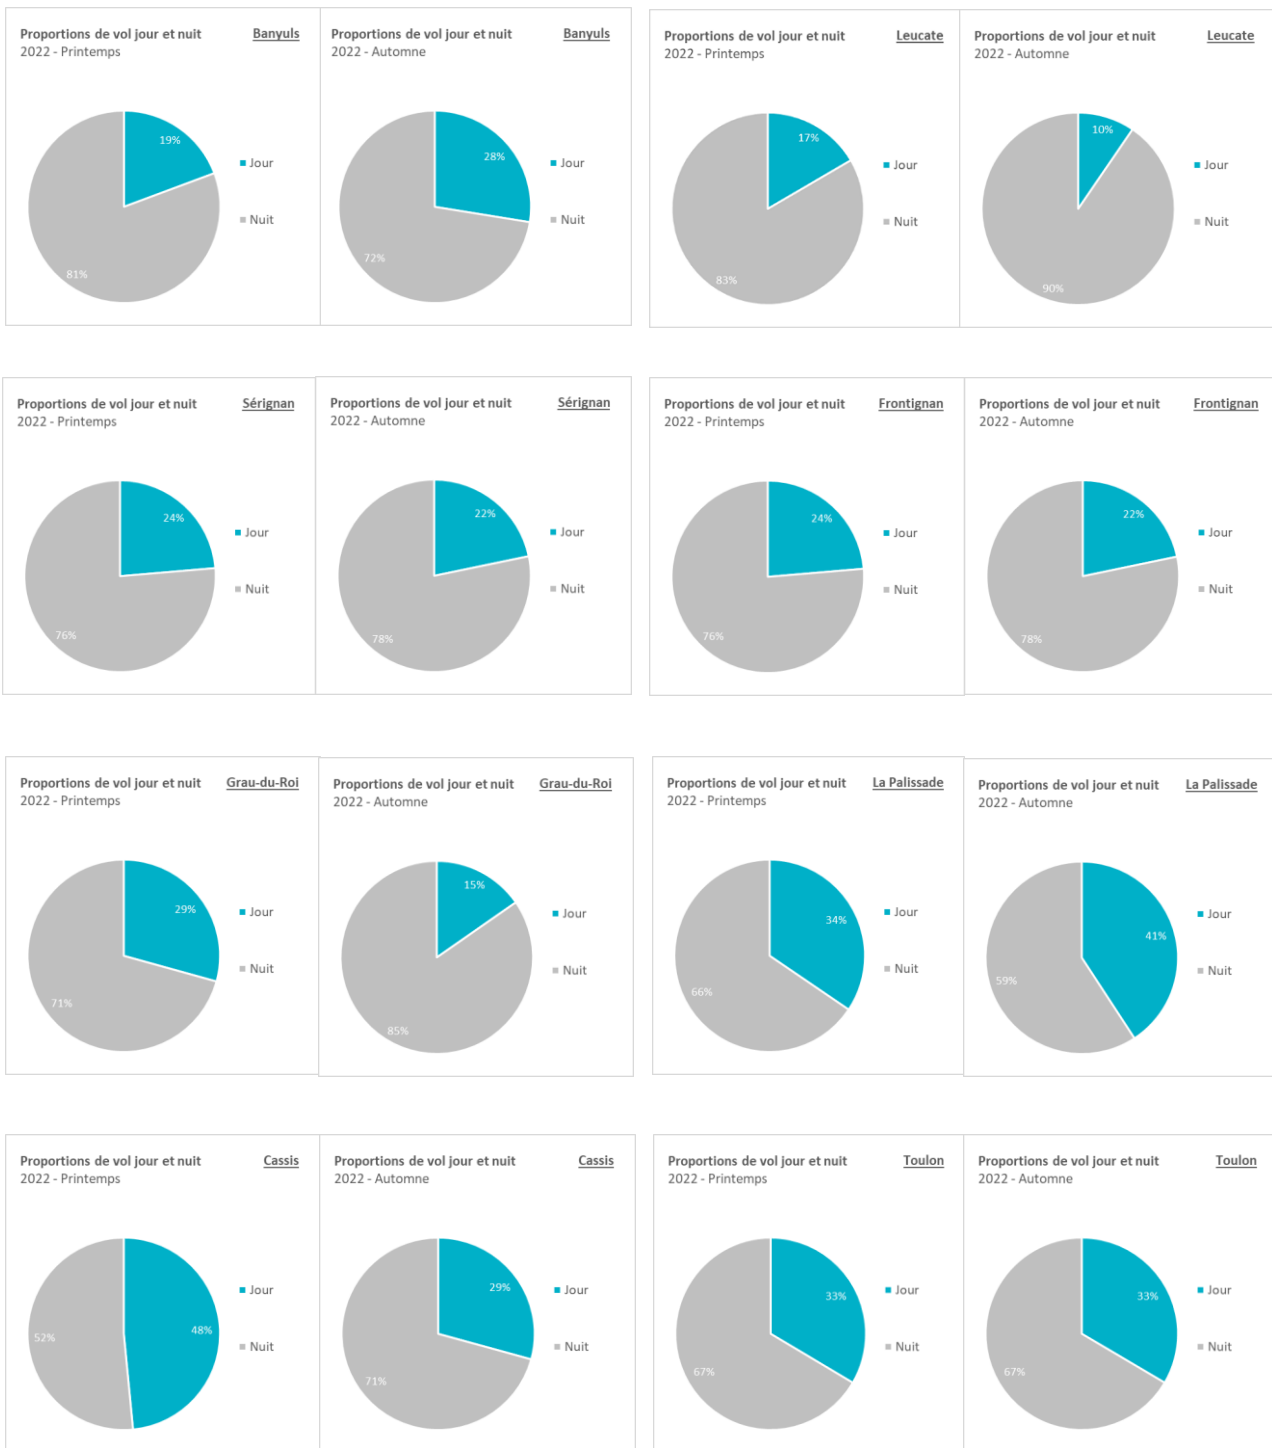 Proportions de vol jour et nuit Banyuls
2022 - Printemps
19%
81%
Jour
Nuit
Proportions de vol jour et nuit Banyuls
2022 - Automne
28%
72%
Jour
Nuit
Proportions de vol jour et nuit Leucate
2022 - Printemps
17%
83%
Jour
Nuit
Proportions de vol jour et nuit Leucate
2022 - Automne
10%
90%
Jour
Nuit
Proportions de vol jour et nuit Sérignan
2022 - Printemps
24%
76%
Jour
Nuit
Proportions de vol jour et nuit Sérignan
2022 - Automne
22%
78%
Jour
Nuit
Proportions de vol jour et nuit Frontignan
2022 - Printemps
24%
76%
Jour
Nuit
Proportions de vol jour et nuit Frontignan
2022 - Automne
22%
78%
Jour
Nuit
Proportions de vol jour et nuit Grau-du-Roi
2022 - Printemps
29%
71%
Jour
Nuit
Proportions de vol jour et nuit Grau-du-Roi
2022 - Automne
15%
85%
Jour
Nuit
Proportions de vol jour et nuit La Palissade
2022 - Printemps
34%
66%
Jour
Nuit
Proportions de vol jour et nuit La Palissade
2022 - Automne
41%
59%
Jour
Nuit
Proportions de vol jour et nuit Cassis
2022 - Printemps
48%
52%
Jour
Nuit
Proportions de vol jour et nuit Cassis
2022 - Automne
29%
71%
Jour
Nuit
Proportions de vol jour et nuit Toulon
2022 - Printemps
33%
67%
Jour
Nuit
Proportions de vol jour et nuit Toulon
2022 - Automne
33%
67%
Jour
Nuit